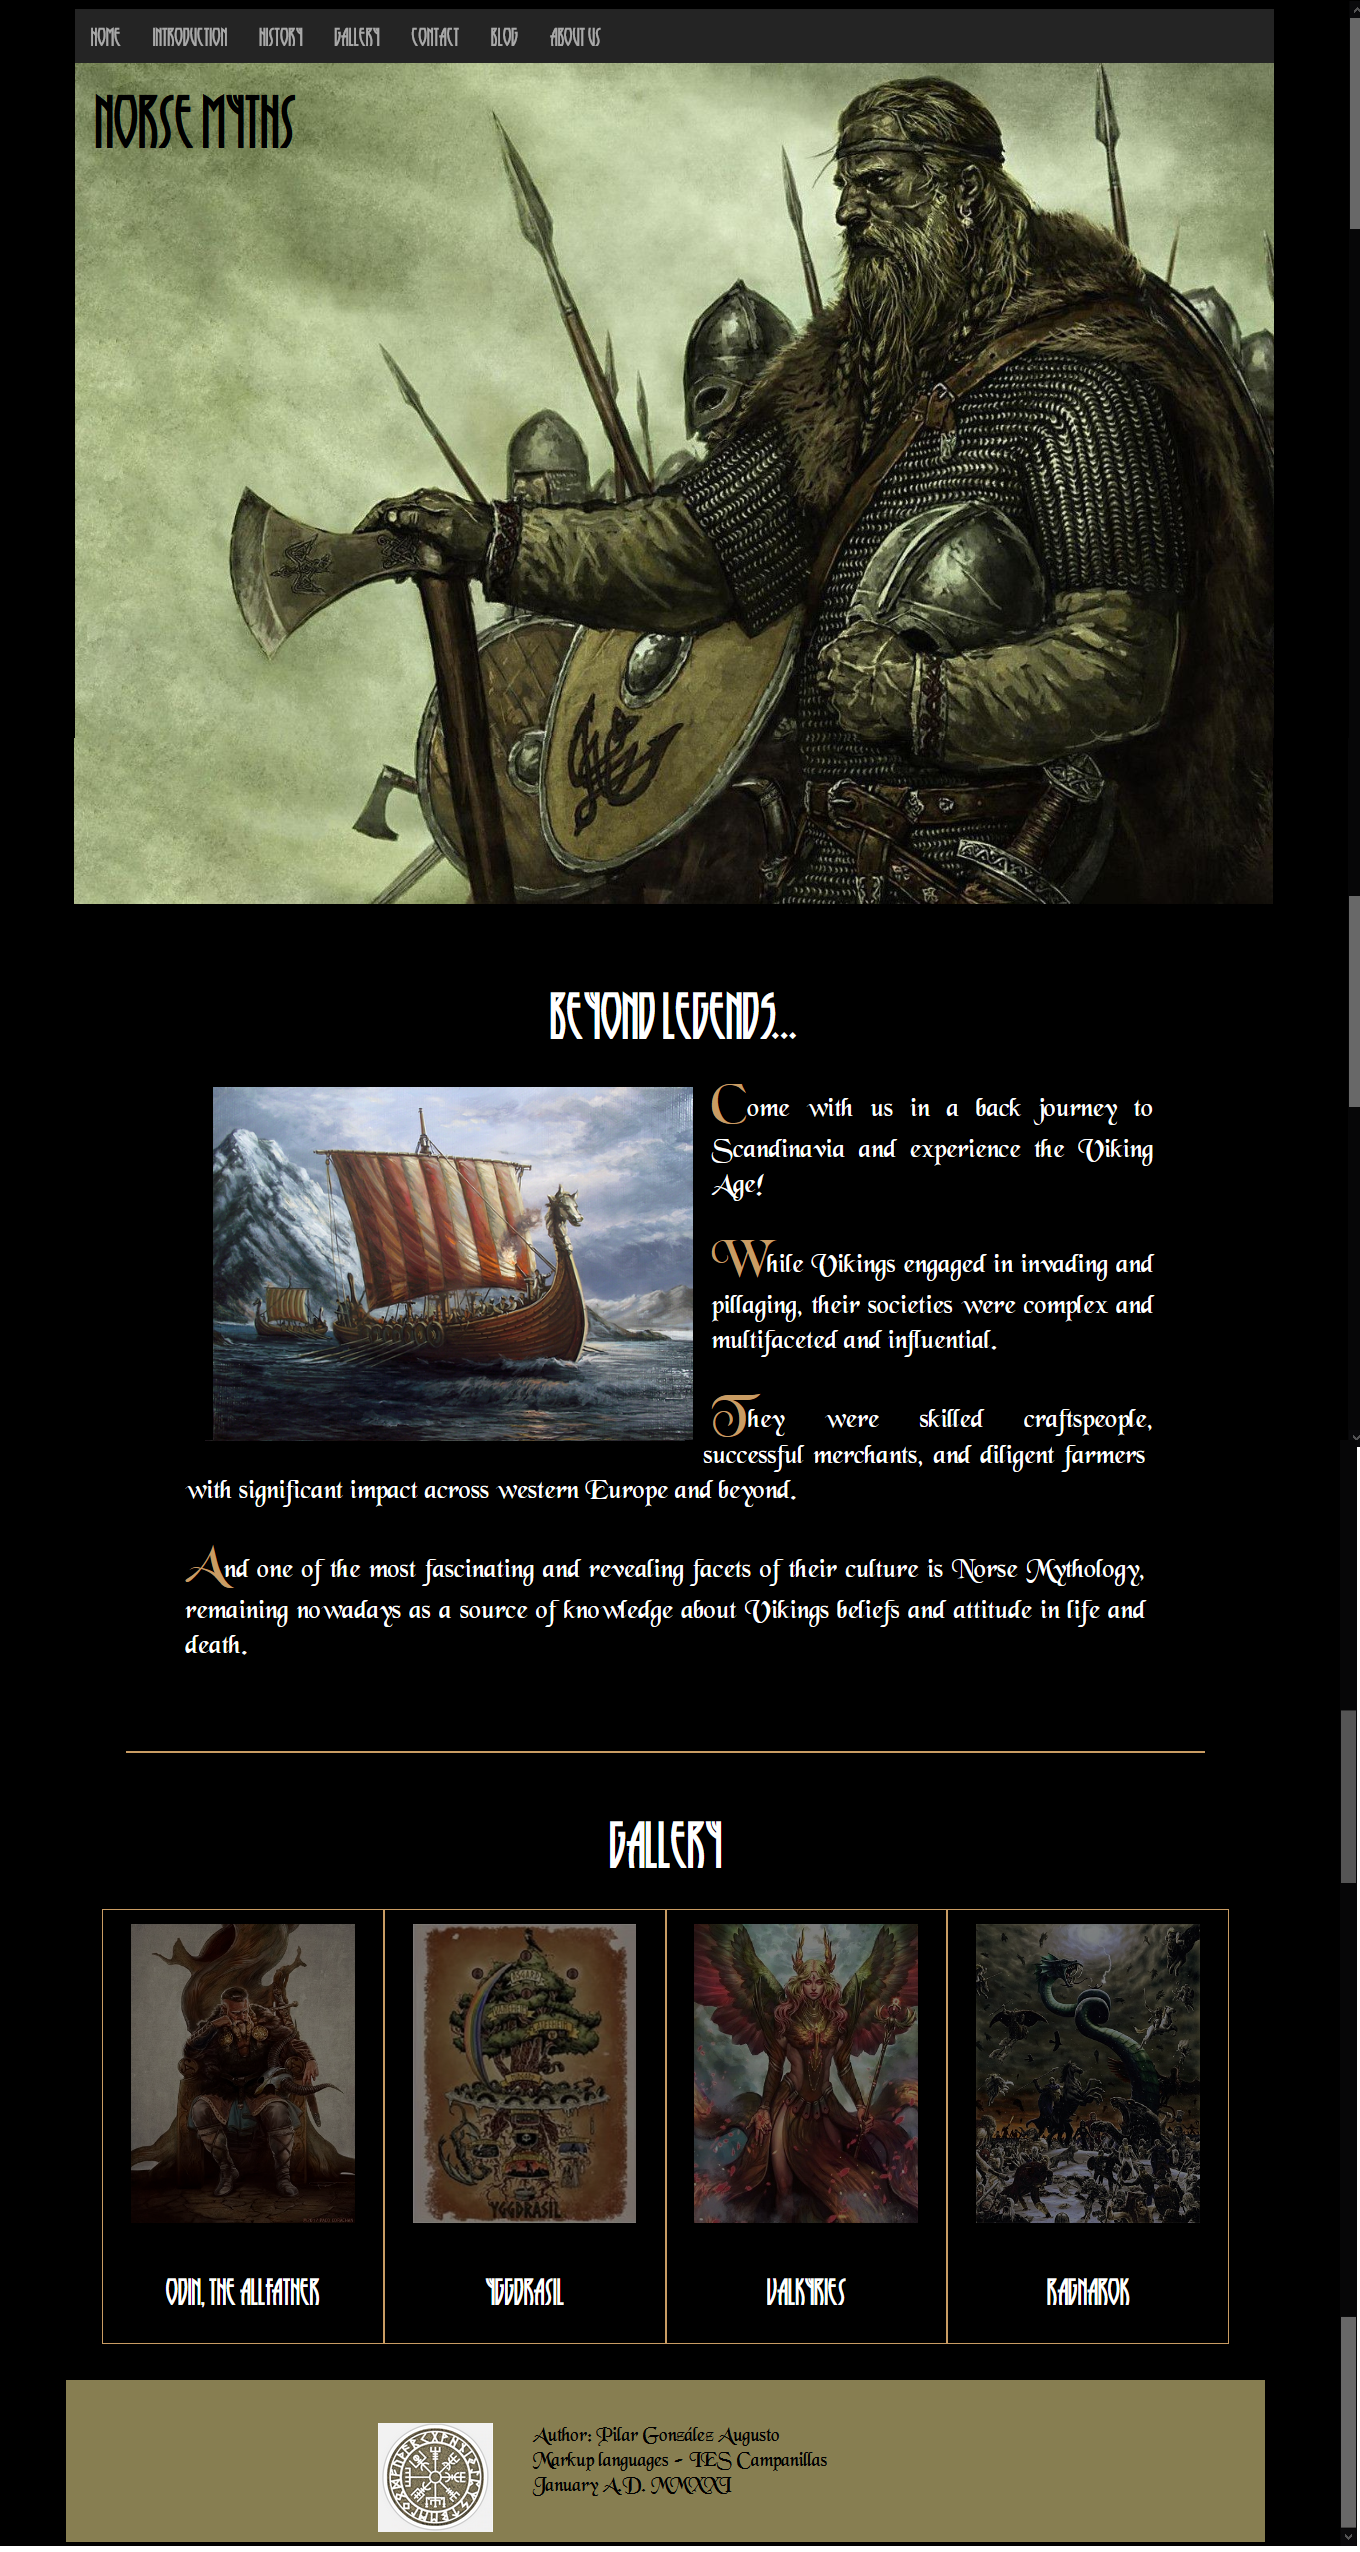 HOME INTRODUCTION HISTORY GALLERY CONTACT BLOG ABOUT US
NORSE MYTHS
BEYOND LEGENDS...
Come with us in a back journey to
Scandinavia and experience the Viking
Age!
While Vikings engaged in invading and
pillaging, their societies were complex and
multifaceted and influential.
They were skilled craftspeople,
successful merchants, and diligent farmers
with significant impact across western Europe and beyond.
And one of the most fascinating and revealing facets of their culture is Norse Mythology,
remaining nowadays as a source of knowledge about Vikings beliefs and attitude in life and
death.
GALLERY
ASGARD
YGGDRASIL
ODIN, THE ALLFATHER
YGGDRASIL
VALKYRIES
RAGNAROK
Author: Pilar González Augusto
Markup languages - IES Campanillas
January A.D. MMXXI